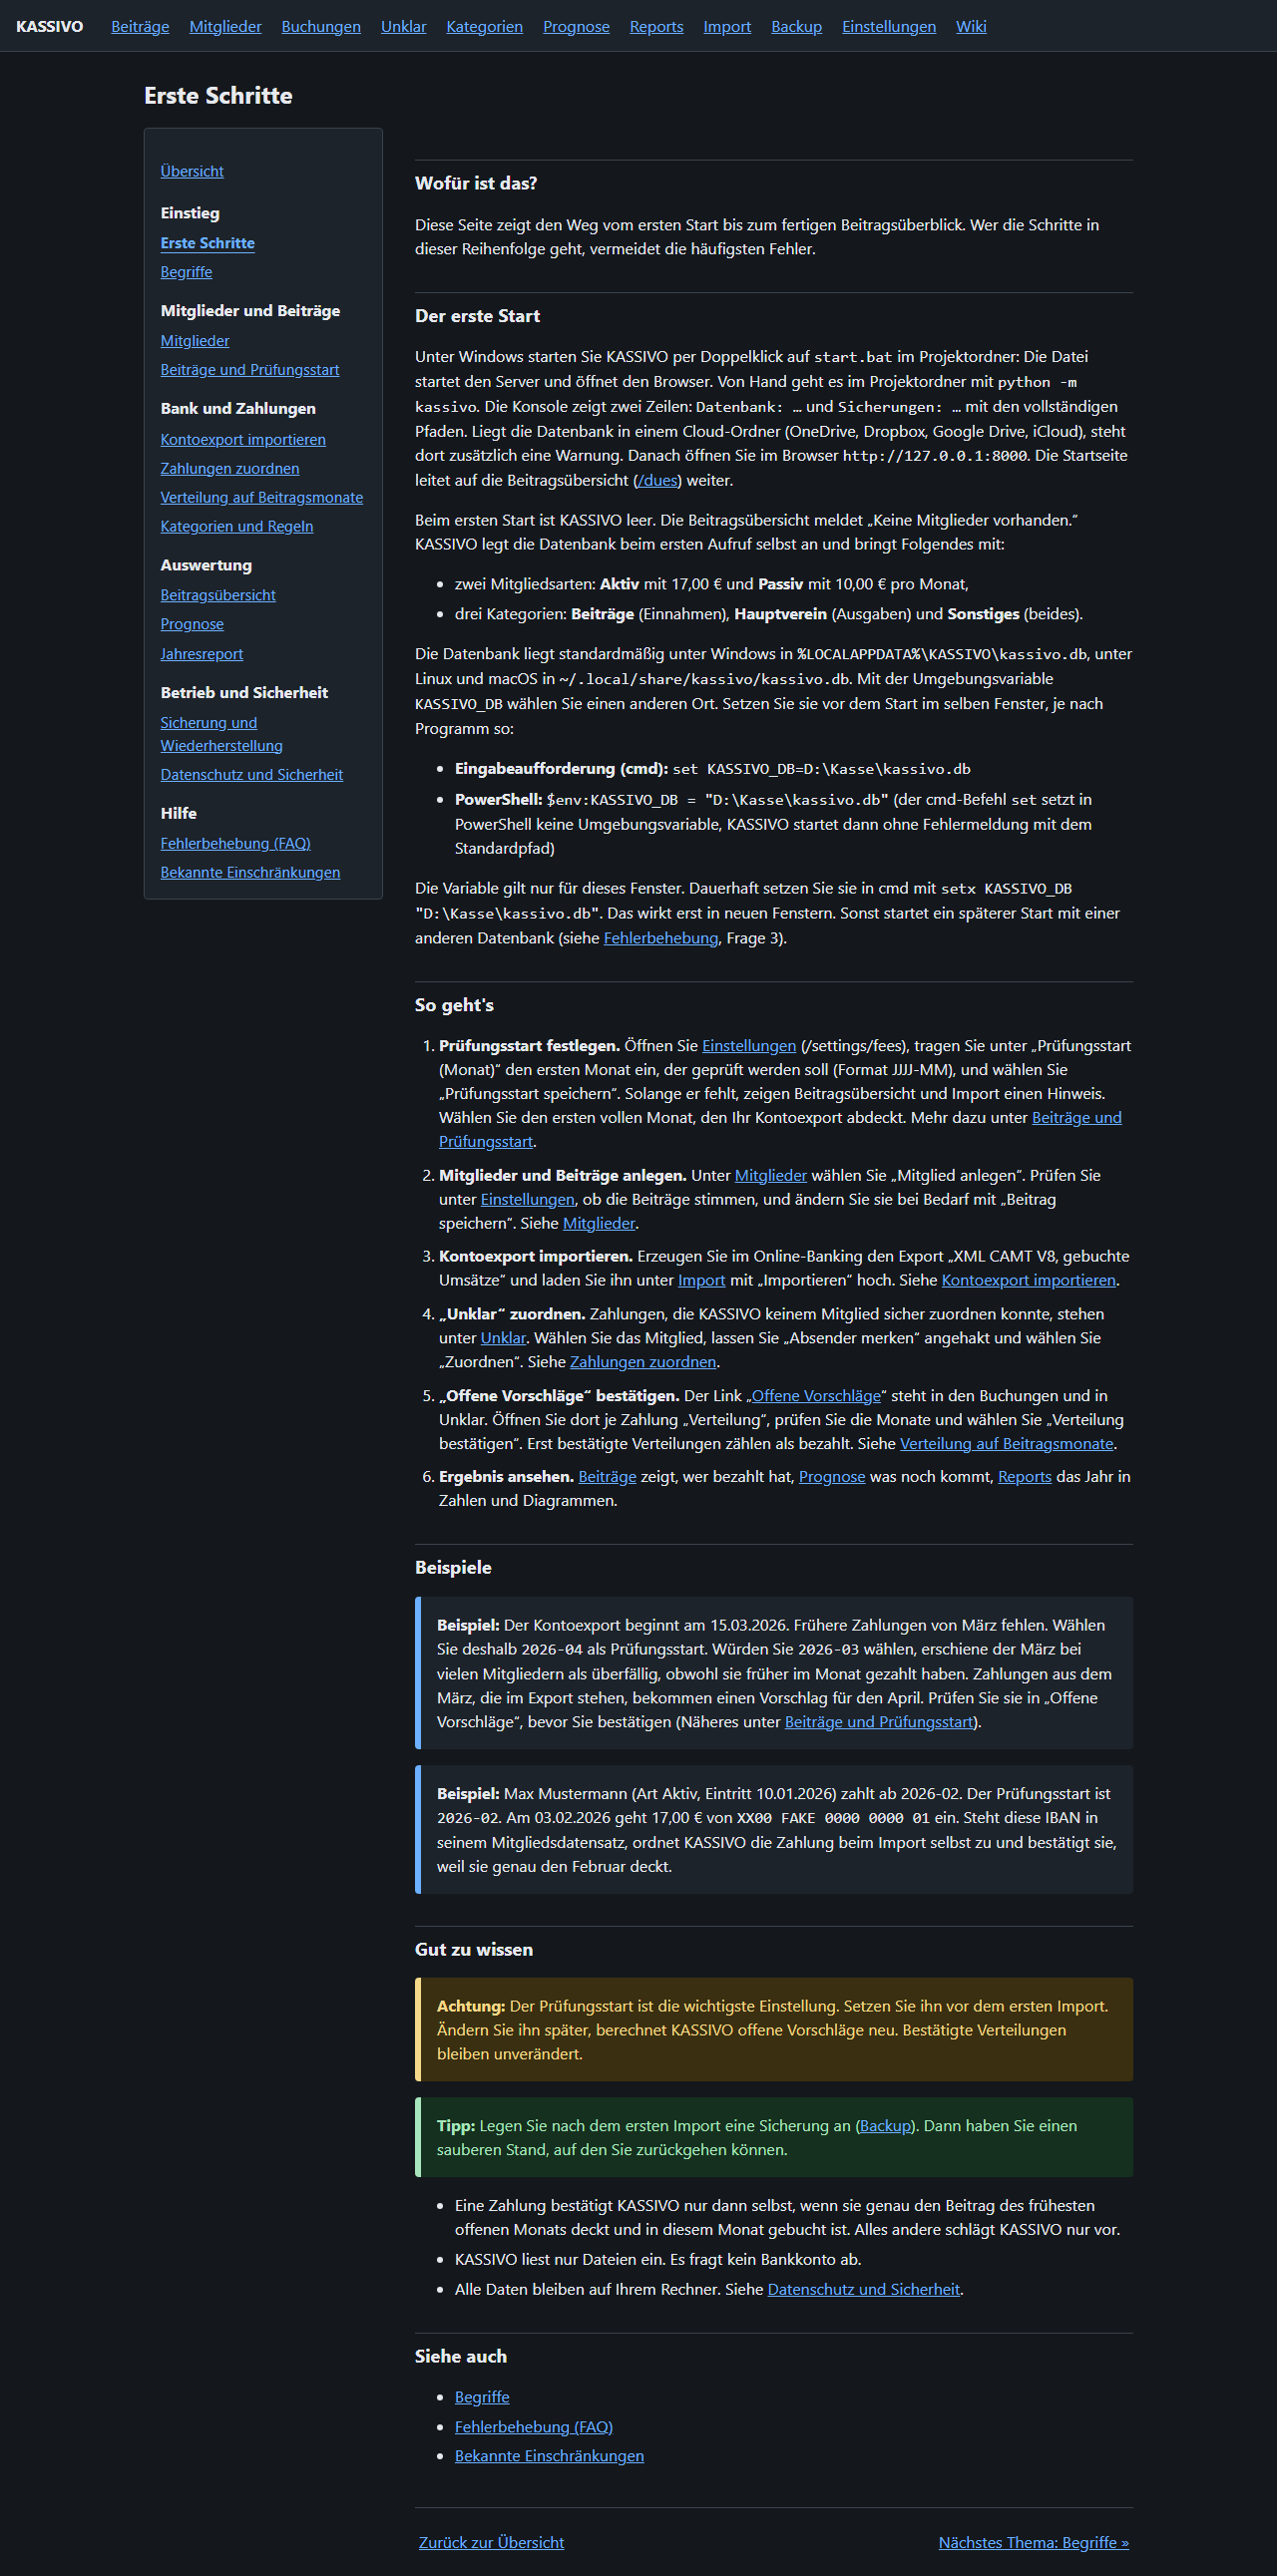 KASSIVO Beiträge Mitglieder Buchungen Unklar Kategorien Prognose Reports Import Backup Einstellungen Wiki
Erste Schritte
Übersicht
Einstieg
Erste Schritte
Begriffe
Mitglieder und Beiträge
Mitglieder
Beiträge und Prüfungsstart
Bank und Zahlungen
Kontoexport importieren
Zahlungen zuordnen
Verteilung auf Beitragsmonate
Kategorien und Regeln
Auswertung
Beitragsübersicht
Prognose
Jahresreport
Betrieb und Sicherheit
Sicherung und
Wiederherstellung
Datenschutz und Sicherheit
Hilfe
Fehlerbehebung (FAQ)
Bekannte Einschränkungen
Wofür ist das?
Diese Seite zeigt den Weg vom ersten Start bis zum fertigen Beitragsüberblick. Wer die Schritte in
dieser Reihenfolge geht, vermeidet die häufigsten Fehler.
Der erste Start
Unter Windows starten Sie KASSIVO per Doppelklick auf start.bat im Projektordner: Die Datei
startet den Server und öffnet den Browser. Von Hand geht es im Projektordner mit python -m
kassivo. Die Konsole zeigt zwei Zeilen: Datenbank: … und Sicherungen: … mit den vollständigen
Pfaden. Liegt die Datenbank in einem Cloud-Ordner (OneDrive, Dropbox, Google Drive, iCloud), steht
dort zusätzlich eine Warnung. Danach öffnen Sie im Browser http://127.0.0.1:8000. Die Startseite
leitet auf die Beitragsübersicht (/dues) weiter.
Beim ersten Start ist KASSIVO leer. Die Beitragsübersicht meldet „Keine Mitglieder vorhanden.“
KASSIVO legt die Datenbank beim ersten Aufruf selbst an und bringt Folgendes mit:
• zwei Mitgliedsarten: Aktiv mit 17,00 € und Passiv mit 10,00 € pro Monat,
• drei Kategorien: Beiträge (Einnahmen), Hauptverein (Ausgaben) und Sonstiges (beides).
Die Datenbank liegt standardmäßig unter Windows in %LOCALAPPDATA%\KASSIVO\kassivo.db, unter
Linux und macOS in ~/.local/share/kassivo/kassivo.db. Mit der Umgebungsvariable
KASSIVO_DB wählen Sie einen anderen Ort. Setzen Sie sie vor dem Start im selben Fenster, je nach
Programm so:
• Eingabeaufforderung (cmd): set KASSIVO_DB=D:\Kasse\kassivo.db
• PowerShell: $env:KASSIVO_DB = "D:\Kasse\kassivo.db" (der cmd-Befehl set setzt in
PowerShell keine Umgebungsvariable, KASSIVO startet dann ohne Fehlermeldung mit dem
Standardpfad)
Die Variable gilt nur für dieses Fenster. Dauerhaft setzen Sie sie in cmd mit setx KASSIVO_DB
"D:\Kasse\kassivo.db". Das wirkt erst in neuen Fenstern. Sonst startet ein späterer Start mit einer
anderen Datenbank (siehe Fehlerbehebung, Frage 3).
So geht's
1. Prüfungsstart festlegen. Öffnen Sie Einstellungen (/settings/fees), tragen Sie unter „Prüfungsstart
(Monat)“ den ersten Monat ein, der geprüft werden soll (Format JJJJ-MM), und wählen Sie
„Prüfungsstart speichern“. Solange er fehlt, zeigen Beitragsübersicht und Import einen Hinweis.
Wählen Sie den ersten vollen Monat, den Ihr Kontoexport abdeckt. Mehr dazu unter Beiträge und
Prüfungsstart.
2. Mitglieder und Beiträge anlegen. Unter Mitglieder wählen Sie „Mitglied anlegen“. Prüfen Sie
unter Einstellungen, ob die Beiträge stimmen, und ändern Sie sie bei Bedarf mit „Beitrag
speichern“. Siehe Mitglieder.
3. Kontoexport importieren. Erzeugen Sie im Online-Banking den Export „XML CAMT V8, gebuchte
Umsätze“ und laden Sie ihn unter Import mit „Importieren“ hoch. Siehe Kontoexport importieren.
4. „Unklar“ zuordnen. Zahlungen, die KASSIVO keinem Mitglied sicher zuordnen konnte, stehen
unter Unklar. Wählen Sie das Mitglied, lassen Sie „Absender merken“ angehakt und wählen Sie
„Zuordnen“. Siehe Zahlungen zuordnen.
5. „Offene Vorschläge“ bestätigen. Der Link „Offene Vorschläge“ steht in den Buchungen und in
Unklar. Öffnen Sie dort je Zahlung „Verteilung“, prüfen Sie die Monate und wählen Sie „Verteilung
bestätigen“. Erst bestätigte Verteilungen zählen als bezahlt. Siehe Verteilung auf Beitragsmonate.
6. Ergebnis ansehen. Beiträge zeigt, wer bezahlt hat, Prognose was noch kommt, Reports das Jahr in
Zahlen und Diagrammen.
Beispiele
Beispiel: Der Kontoexport beginnt am 15.03.2026. Frühere Zahlungen von März fehlen. Wählen
Sie deshalb 2026-04 als Prüfungsstart. Würden Sie 2026-03 wählen, erschiene der März bei
vielen Mitgliedern als überfällig, obwohl sie früher im Monat gezahlt haben. Zahlungen aus dem
März, die im Export stehen, bekommen einen Vorschlag für den April. Prüfen Sie sie in „Offene
Vorschläge“, bevor Sie bestätigen (Näheres unter Beiträge und Prüfungsstart).
Beispiel: Max Mustermann (Art Aktiv, Eintritt 10.01.2026) zahlt ab 2026-02. Der Prüfungsstart ist
2026-02. Am 03.02.2026 geht 17,00 € von XX00 FAKE 0000 0000 01 ein. Steht diese IBAN in
seinem Mitgliedsdatensatz, ordnet KASSIVO die Zahlung beim Import selbst zu und bestätigt sie,
weil sie genau den Februar deckt.
Gut zu wissen
Achtung: Der Prüfungsstart ist die wichtigste Einstellung. Setzen Sie ihn vor dem ersten Import.
Ändern Sie ihn später, berechnet KASSIVO offene Vorschläge neu. Bestätigte Verteilungen
bleiben unverändert.
Tipp: Legen Sie nach dem ersten Import eine Sicherung an (Backup). Dann haben Sie einen
sauberen Stand, auf den Sie zurückgehen können.
• Eine Zahlung bestätigt KASSIVO nur dann selbst, wenn sie genau den Beitrag des frühesten
offenen Monats deckt und in diesem Monat gebucht ist. Alles andere schlägt KASSIVO nur vor.
• KASSIVO liest nur Dateien ein. Es fragt kein Bankkonto ab.
• Alle Daten bleiben auf Ihrem Rechner. Siehe Datenschutz und Sicherheit.
Siehe auch
• Begriffe
• Fehlerbehebung (FAQ)
• Bekannte Einschränkungen
Zurück zur Übersicht Nächstes Thema: Begriffe »